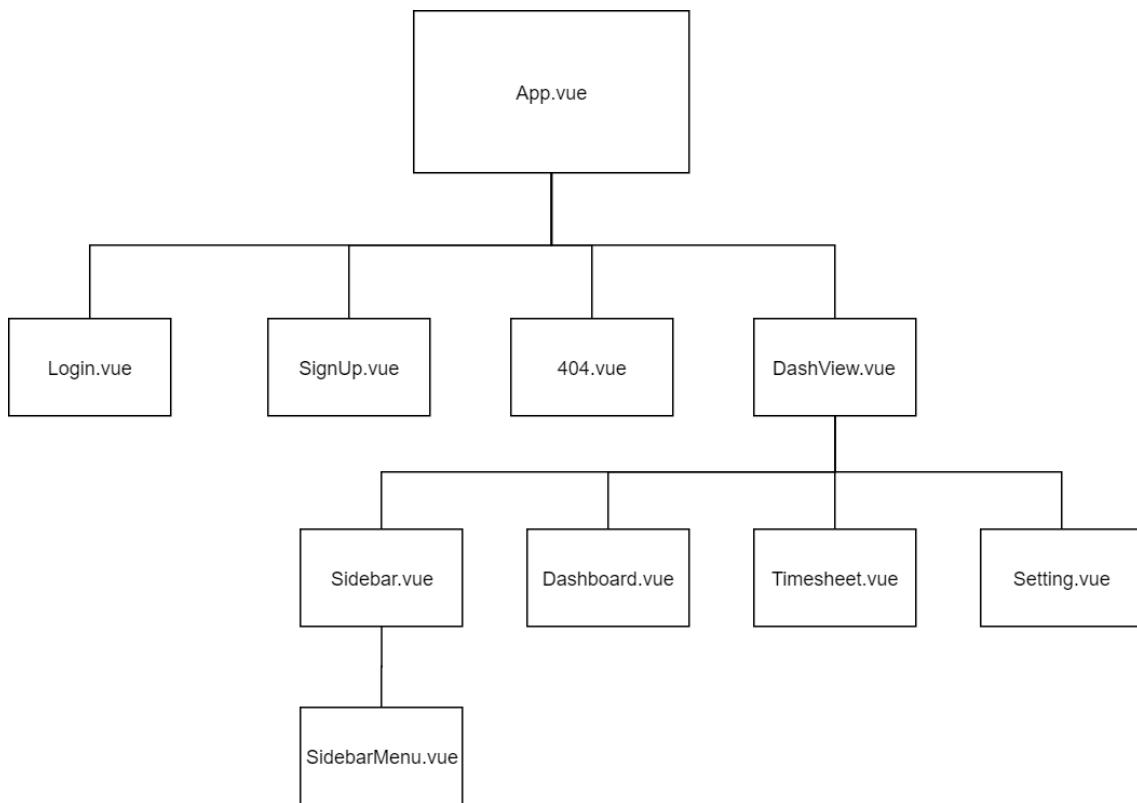 App.vue
Login.vue
SignUp.vue
404.vue
DashView.vue
Sidebar.vue
Dashboard.vue
Timesheet.vue
Setting.vue
SidebarMenu.vue